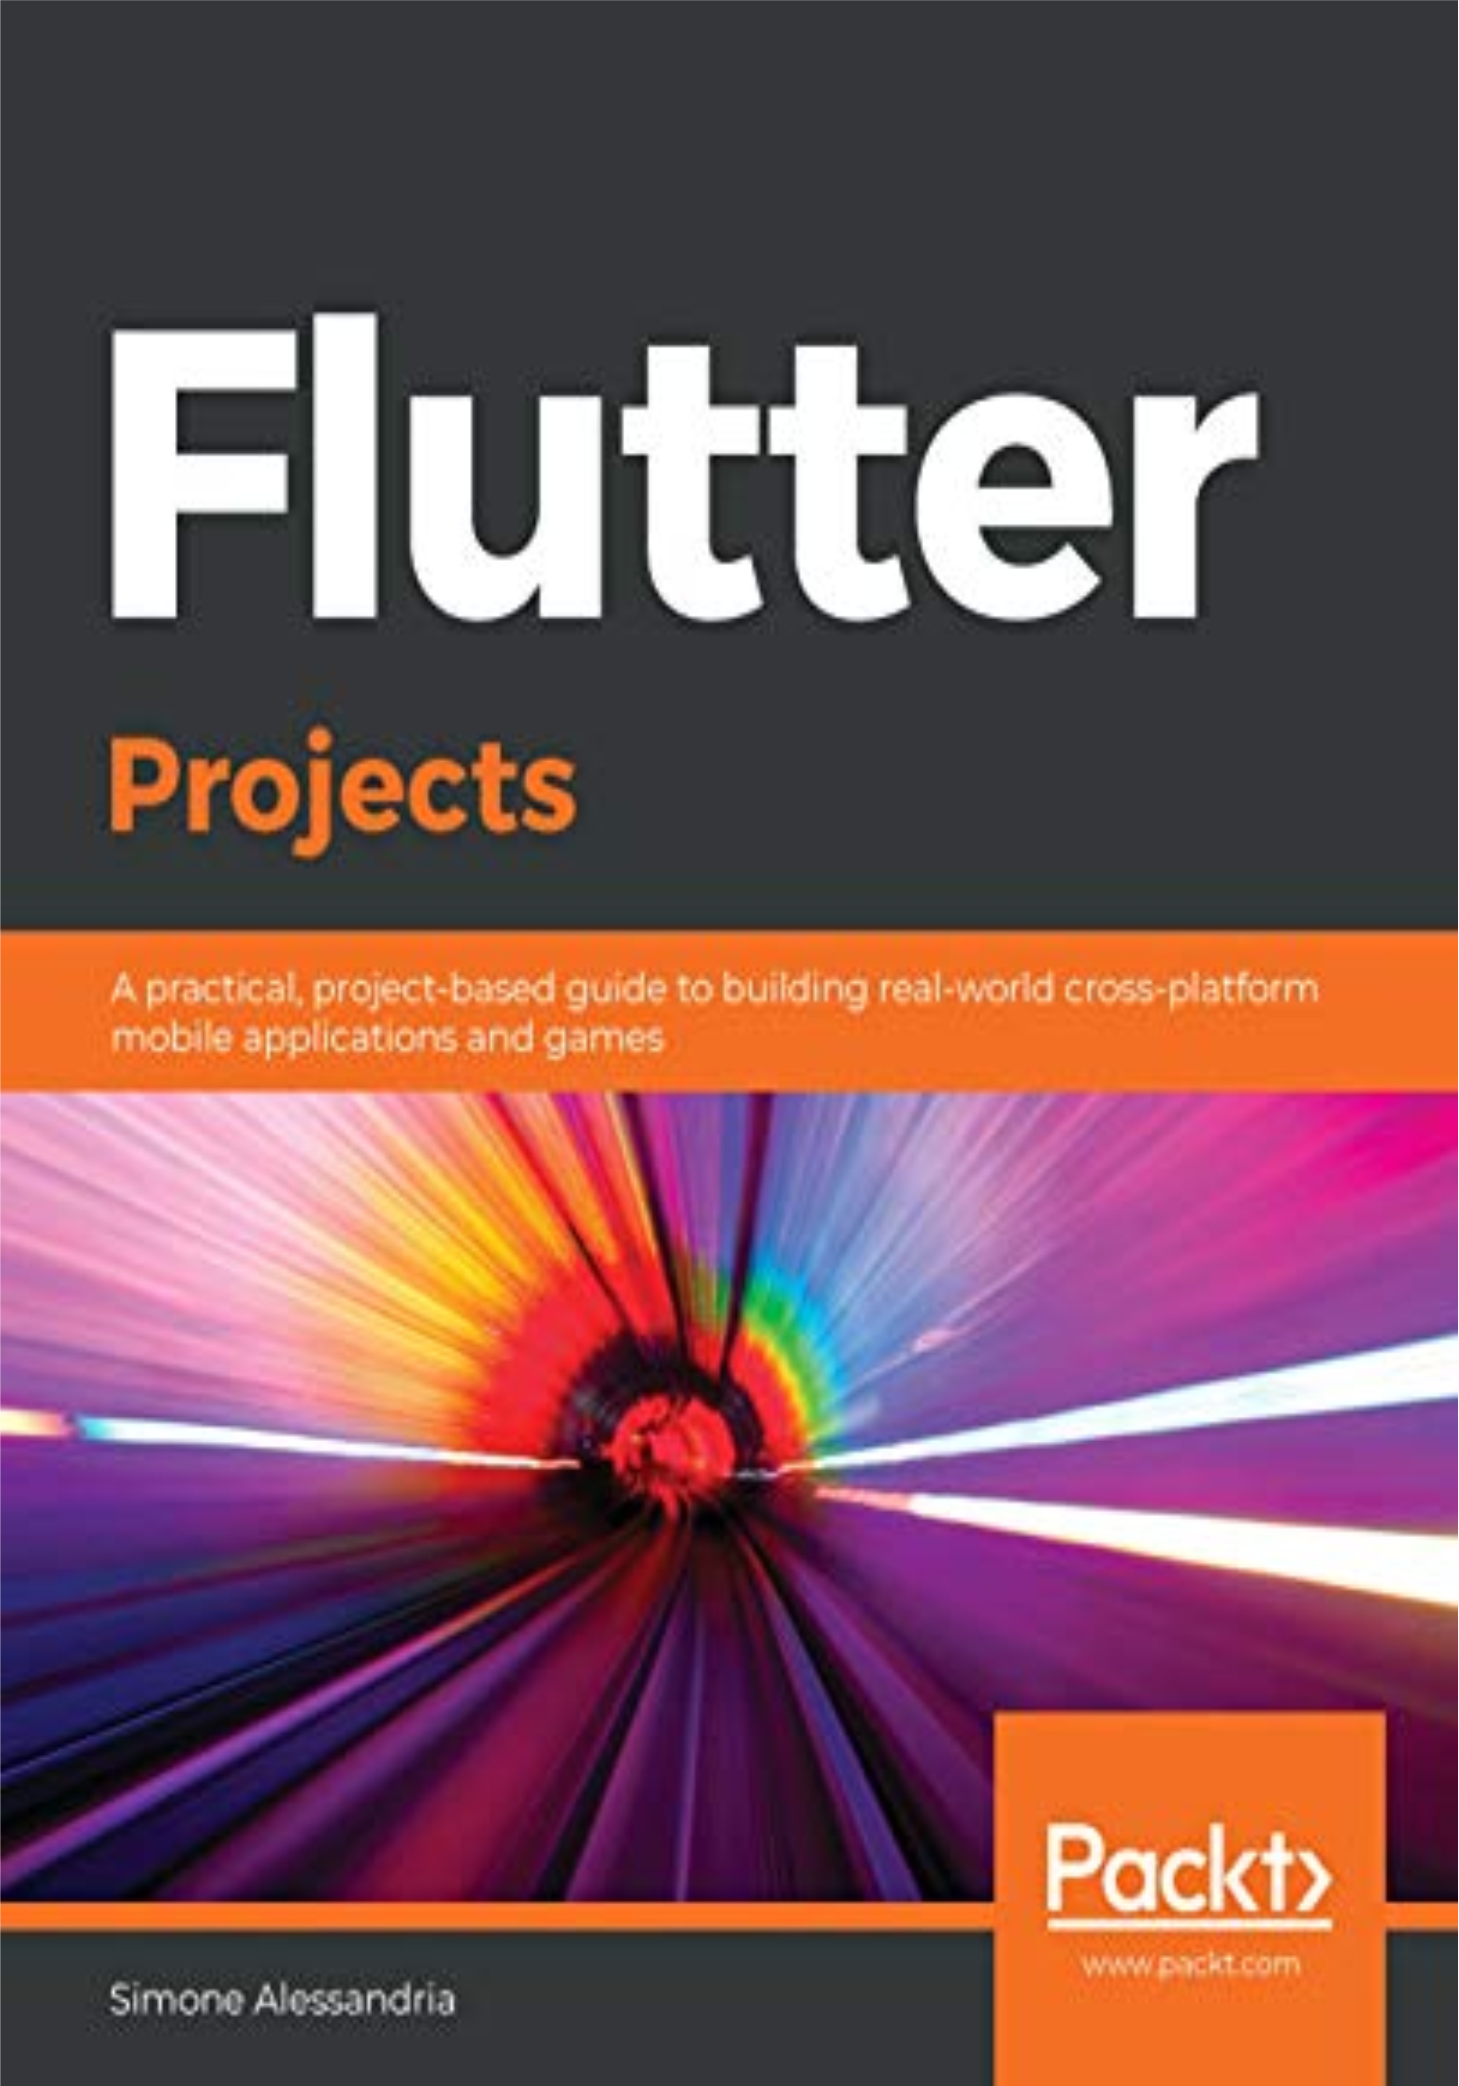 Flutter
Projects
A practical, project-based guide to building real-world cross-platform
mobile applications and games
Packt>
www.packt.com
Simone Alessandria